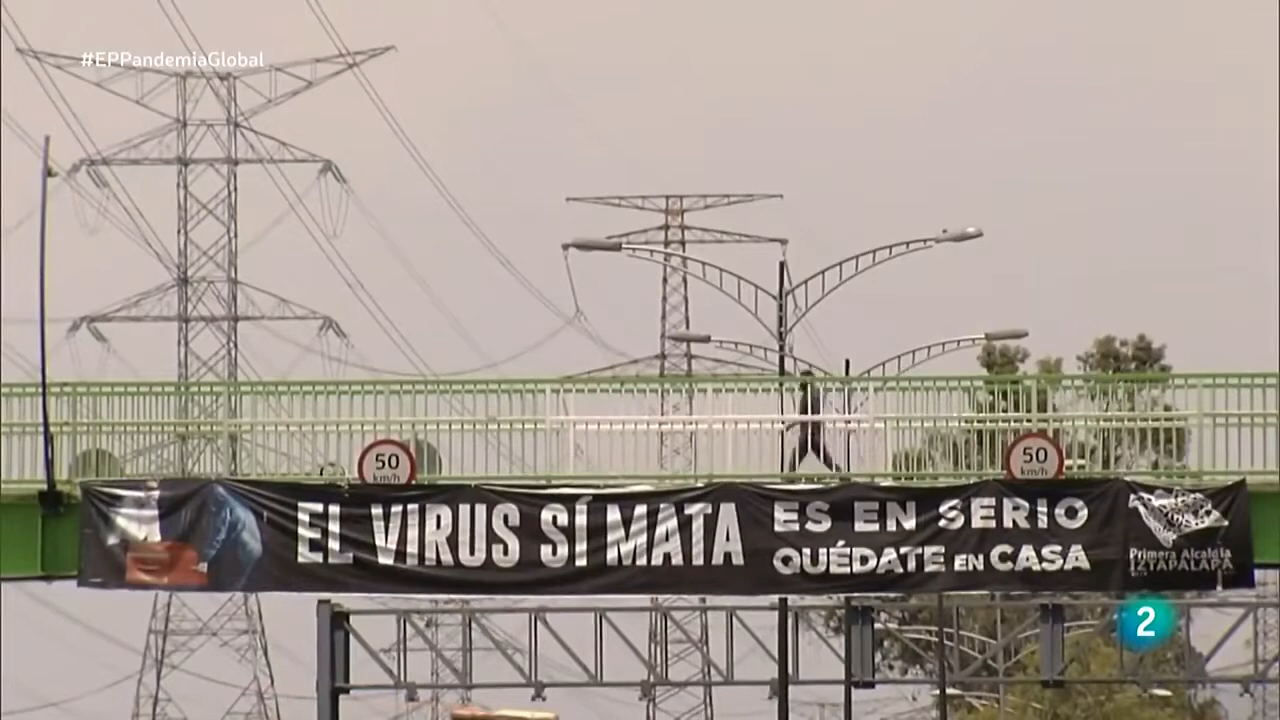 #EPPandemiaGlobal
50
km/h
50
km/h
EL VIRUS SÍ MATA
ES EN SERIO
QUÉDATE EN CASA
Primera Alcaldía
IZTAPALAPA
2